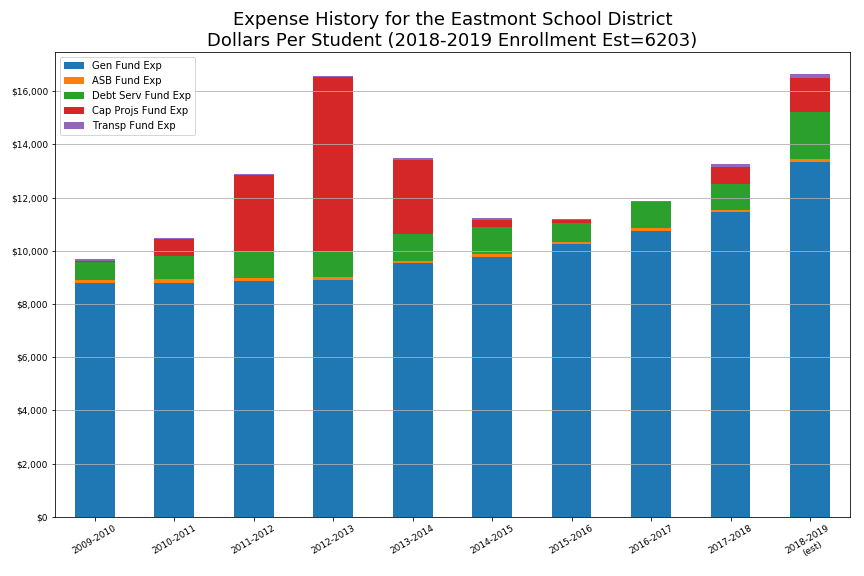 Expense History for the Eastmont School District
Dollars Per Student (2018-2019 Enrollment Est=6203)
Gen Fund Exp
ASB Fund Exp
Debt Serv Fund Exp
Cap Projs Fund Exp
Transp Fund Exp
$16,000
$14,000
$12,000
$10,000
$8,000
$6,000
$4,000
$2,000
$0
2009-2010
2010-2011
2011-2012
2012-2013
2013-2014
2014-2015
2015-2016
2016-2017
2017-2018
2018-2019
(est)